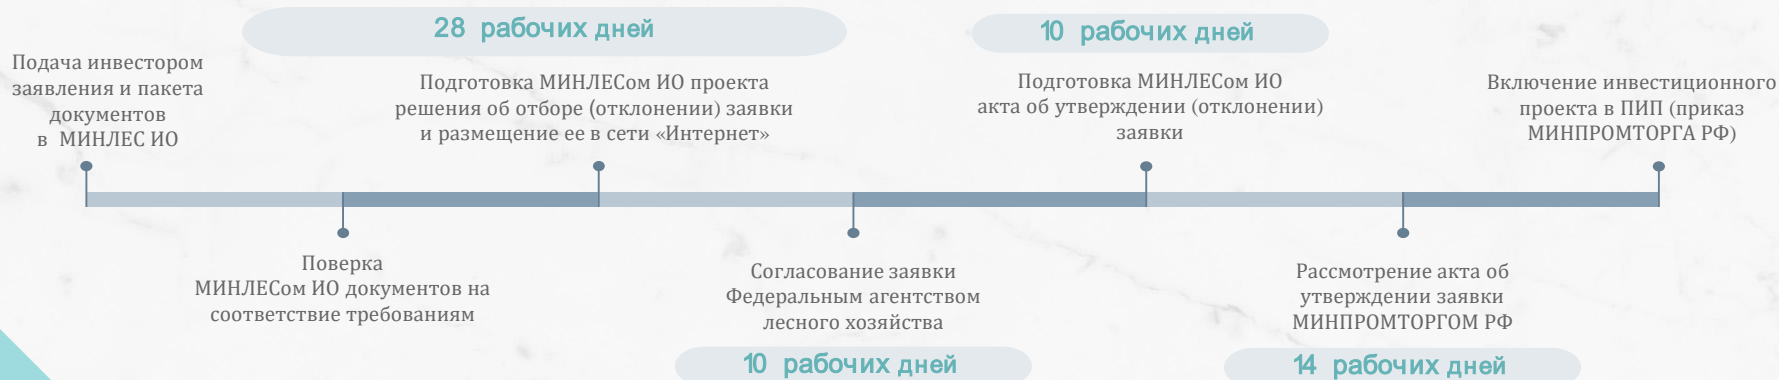 28 рабочих дней
10 рабочих дней
Подача инвестором
заявления и пакета
документов
в МИНЛЕС ИО
Подготовка МИНЛЕСом ИО проекта
решения об отборе (отклонении) заявки
и размещение ее в сети «Интернет»
Подготовка МИНЛЕСом ИО
акта об утверждении (отклонении)
заявки
Включение инвестиционного
проекта в ПИП (приказ
МИНПРОМТОРГА РФ)
Поверка
МИНЛЕСом ИО документов на
соответствие требованиям
Согласование заявки
Федеральным агентством
лесного хозяйства
Рассмотрение акта об
утверждении заявки
МИНПРОМТОРГОМ РФ
10 рабочих дней
14 рабочих дней